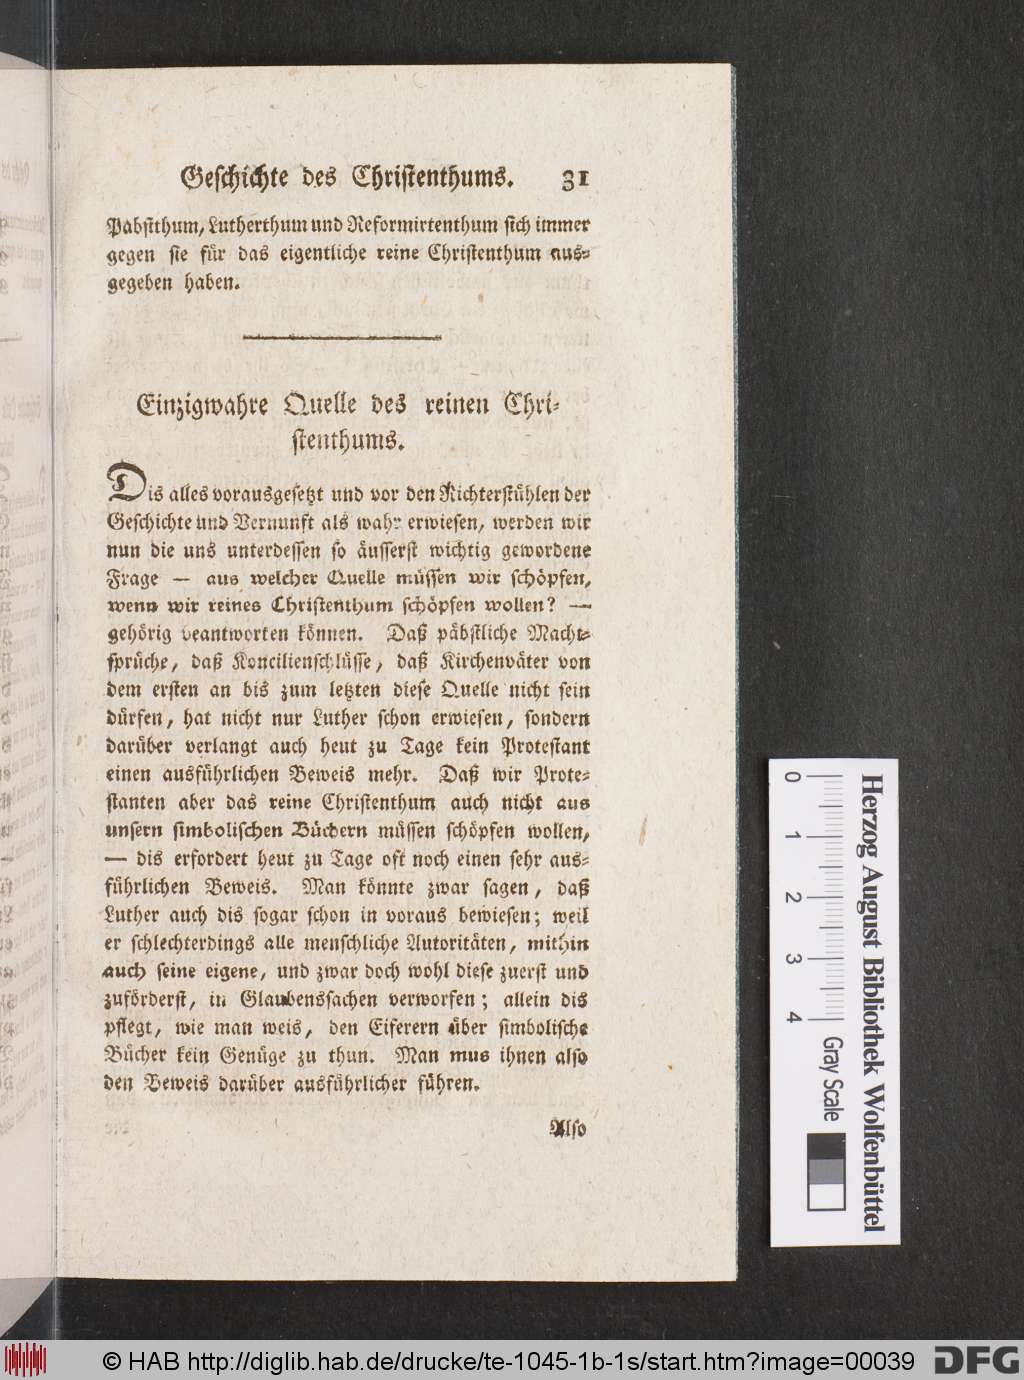 Geschichte des Christenthums. 31
Pabstthum, Lutherthum und Reformirtenthum sich immer
gegen sie für das eigentliche reine Christenthum aus-
gegeben haben.
Einzigwahre Quelle des reinen Chri-
stenthums.
Dis alles vorausgesetzt und vor den Richterstühlen der
Geschichte und Vernunft als wahr erwiesen, werden wir
nun die uns unterdessen so äusserst wichtig gewordene
Frage — aus welcher Quelle müssen wir schöpfen,
wenn wir reines Christenthum schöpfen wollen? —
gehörig beantworten können. Daß päbstliche Macht-
sprüche, daß Koncilienschlüsse, daß Kirchenväter von
dem ersten an bis zum letzten diese Quelle nicht sein
dürfen, hat nicht nur Luther schon erwiesen, sondern
darüber verlangt auch heut zu Tage kein Protestant
einen ausführlichen Beweis mehr. Daß wir Prote-
stanten aber das reine Christenthum auch nicht aus
unsern simbolischen Büchern müssen schöpfen wollen,
— dis erfordert heut zu Tage oft noch einen sehr aus-
führlichen Beweis. Man könnte zwar sagen, daß
Luther auch dis sogar schon in voraus bewiesen; weil
er schlechterdings alle menschliche Autoritäten, mithin
auch seine eigene, und zwar doch wohl diese zuerst und
zuförderst, in Glaubenssachen verworfen; allein dis
pflegt, wie man weis, den Eiferern über simbolische
Bücher kein Genüge zu thun. Man mus ihnen also
den Beweis darüber ausführlicher führen.
Also
0 1 2 3 4 Gray Scale
Herzog August Bibliothek Wolfenbüttel
© HAB http://diglib.hab.de/drucke/te-1045-1b-1s/start.htm?image=00039 DFG